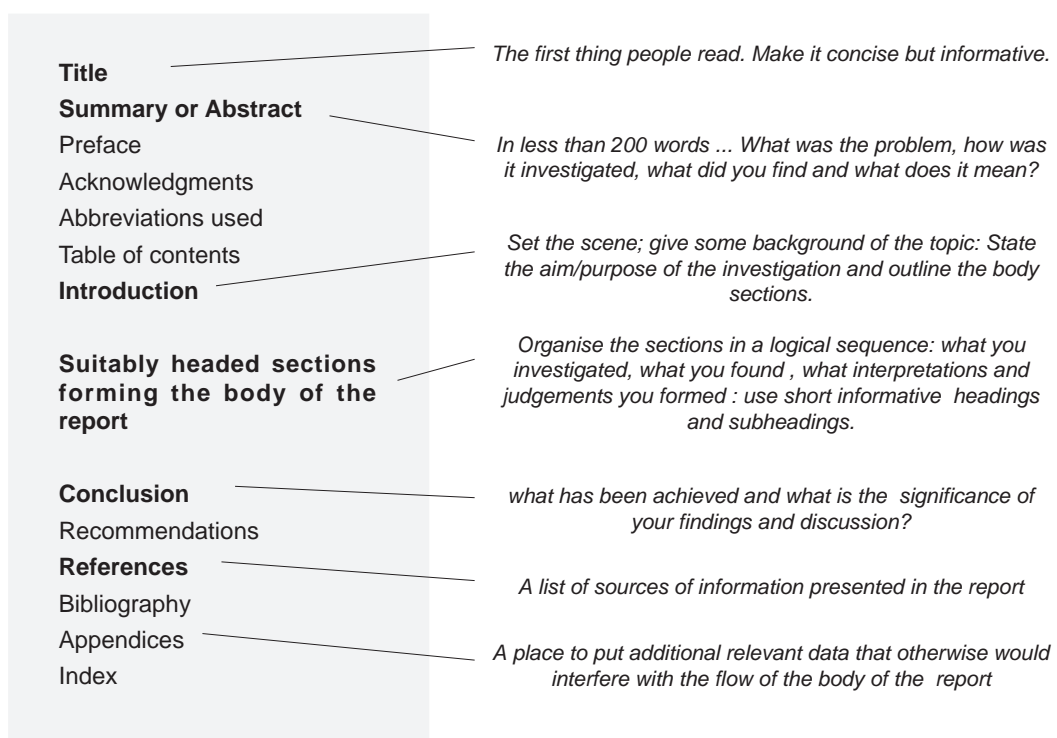 Title
The first thing people read. Make it concise but informative.
Summary or Abstract
Preface
Acknowledgments
Abbreviations used
Table of contents
In less than 200 words ... What was the problem, how was
it investigated, what did you find and what does it mean?
Introduction
Set the scene; give some background of the topic: State
the aim/purpose of the investigation and outline the body
sections.
Suitably headed sections
forming the body of the
report
Organise the sections in a logical sequence: what you
investigated, what you found , what interpretations and
judgements you formed : use short informative headings
and subheadings.
Conclusion
Recommendations
what has been achieved and what is the significance of
your findings and discussion?
References
Bibliography
A list of sources of information presented in the report
Appendices
Index
A place to put additional relevant data that otherwise would
interfere with the flow of the body of the report